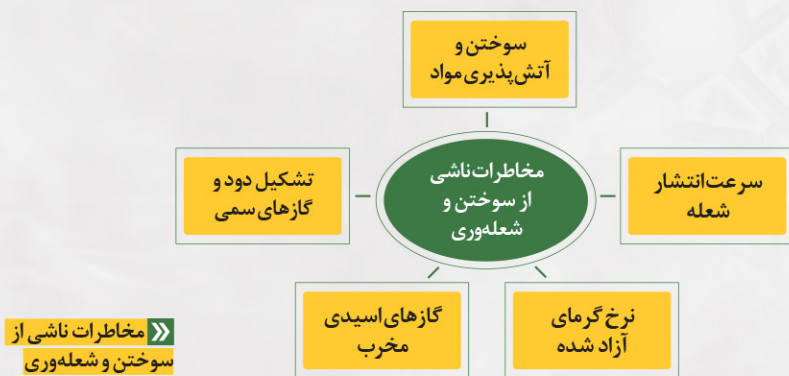 سوختن و
آتش‌پذیری مواد
مخاطرات ناشی
از سوختن و
شعله‌وری
سرعت انتشار
شعله
تشکیل دود و
گازهای سمی
نرخ گرمای
آزاد شده
گازهای اسیدی
مخرب
مخاطرات ناشی از
سوختن و شعله‌وری